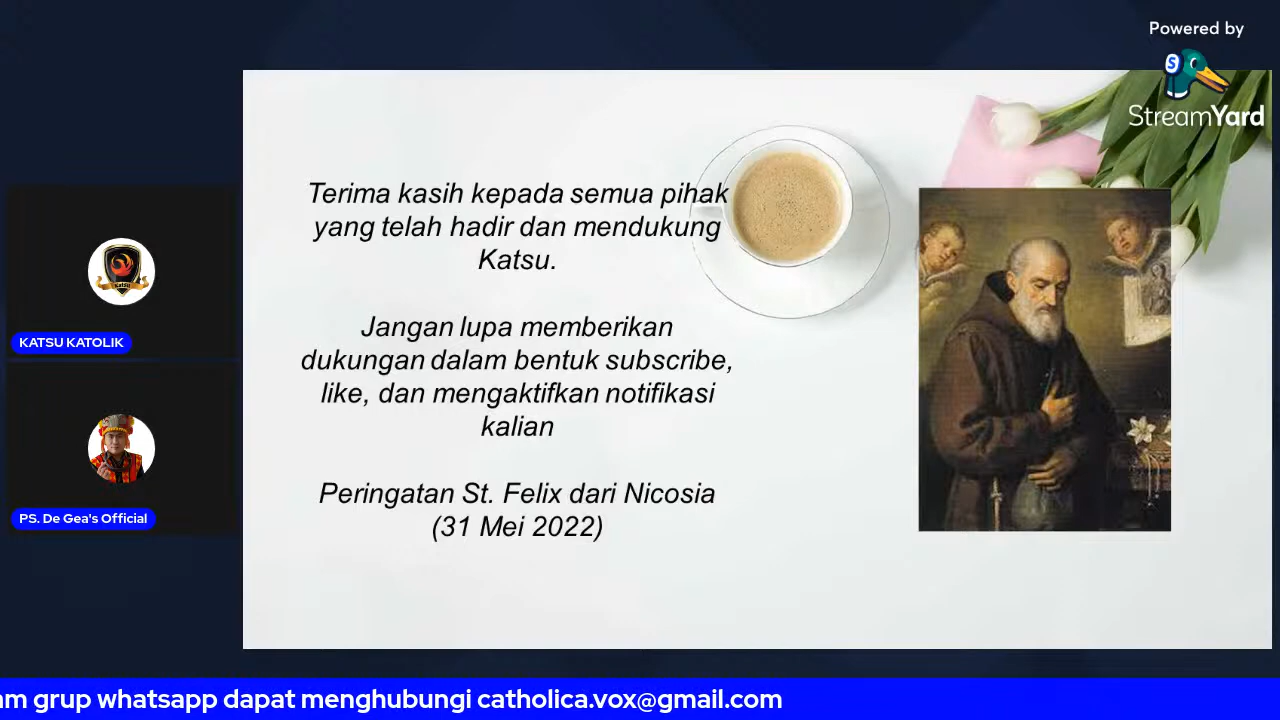 Powered by
StreamYard
Terima kasih kepada semua pihak
yang telah hadir dan mendukung
Katsu.
Jangan lupa memberikan
dukungan dalam bentuk subscribe,
like, dan mengaktifkan notifikasi
kalian
Peringatan St. Felix dari Nicosia
(31 Mei 2022)
KATSU KATOLIK
PS. De Gea's Official
grup whatsapp dapat menghubungi catholica.vox@gmail.com